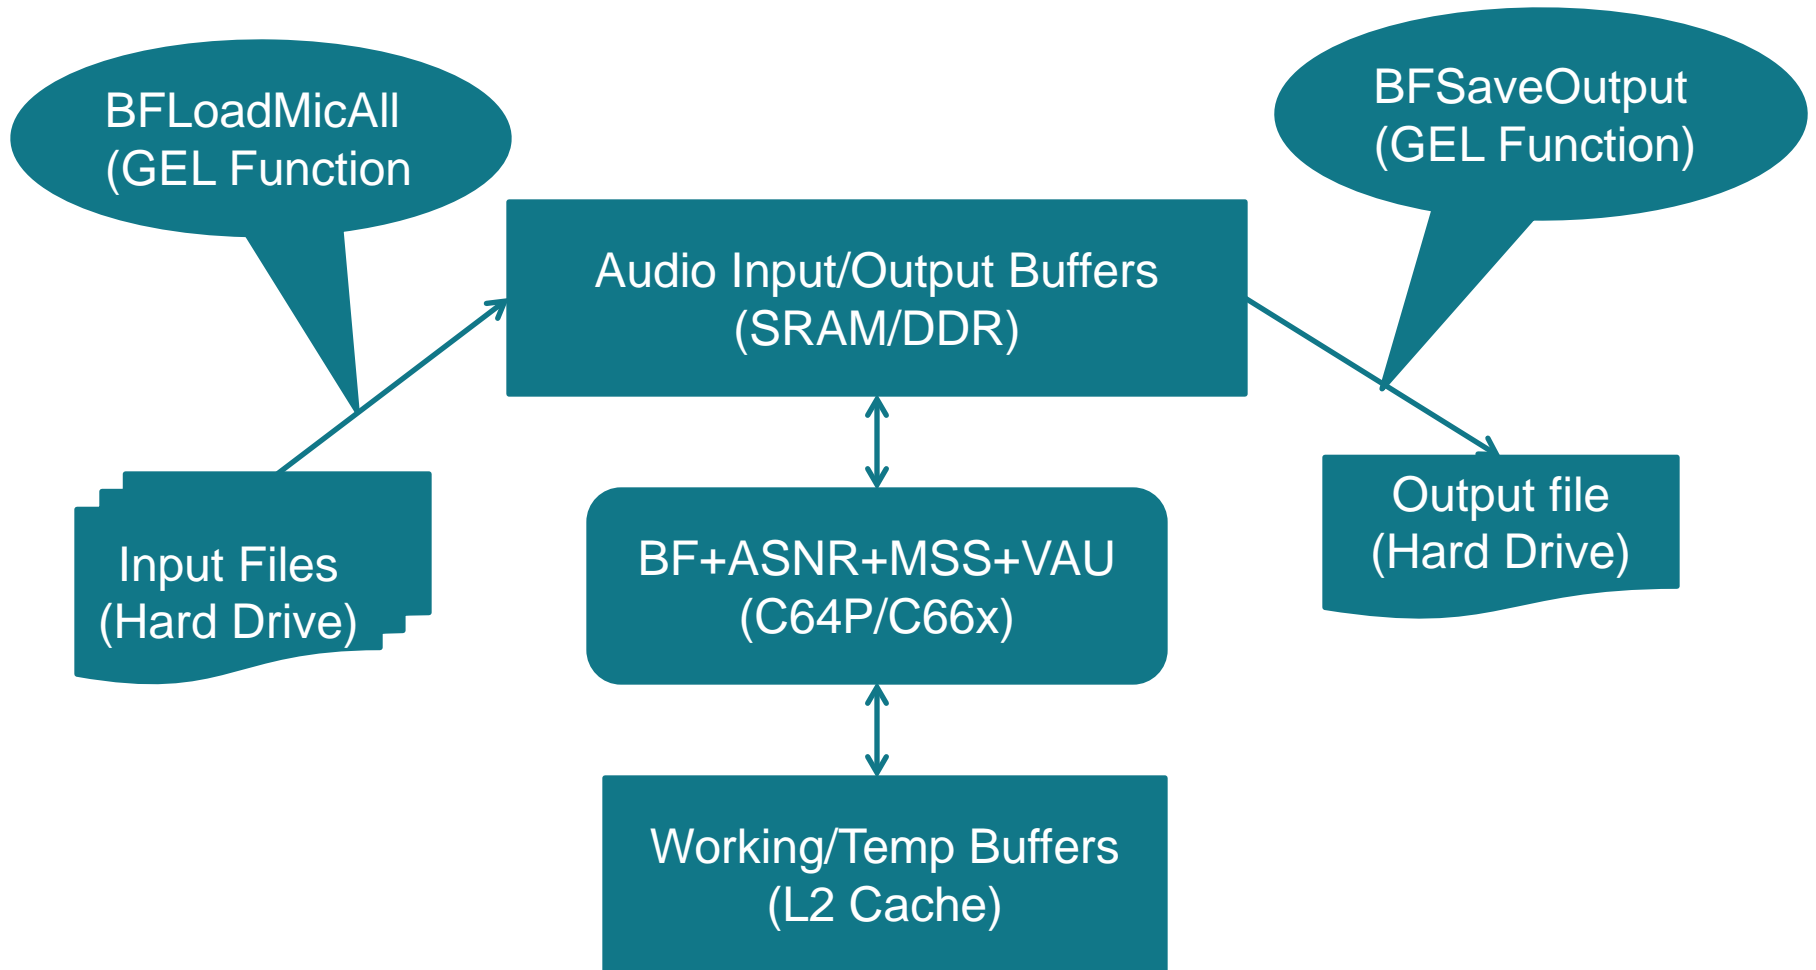 BFLoadMicAll
(GEL Function
BFSaveOutput
(GEL Function)
Audio Input/Output Buffers
(SRAM/DDR)
Input Files
(Hard Drive)
BF+ASNR+MSS+VAU
(C64P/C66x)
Output file
(Hard Drive)
Working/Temp Buffers
(L2 Cache)